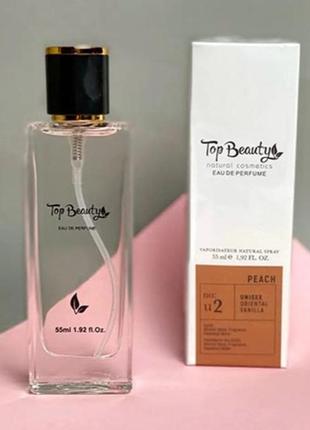 Top Beauty
EAU DE PERFUME
55ml 1.92 fl.Oz.
Top Beauty
natural cosmetics
EAU DE PERFUME
VAPORISATEUR NATURAL SPRAY
55 ml ℮ 1,92 FL. OZ.
PEACH
u2
UNISEX
ORIENTAL
VANILLA